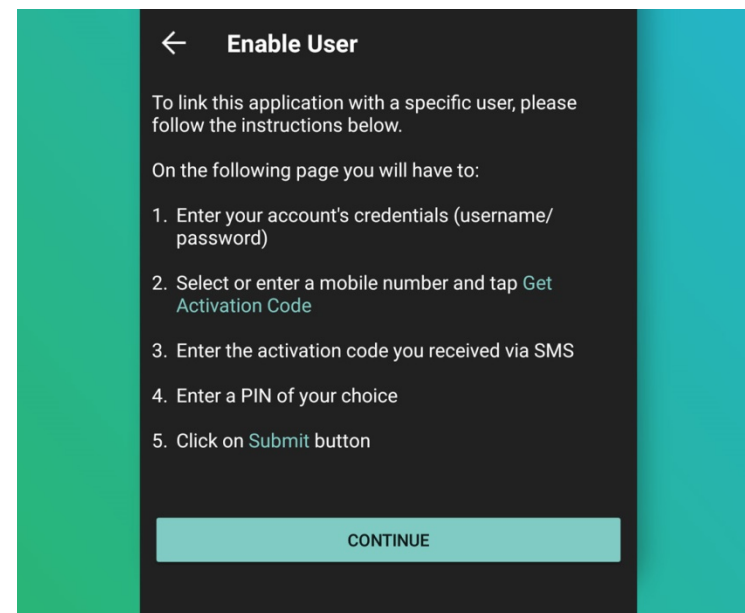 Enable User
To link this application with a specific user, please
follow the instructions below.
On the following page you will have to:
1. Enter your account's credentials (username/
password)
2. Select or enter a mobile number and tap Get
Activation Code
3. Enter the activation code you received via SMS
4. Enter a PIN of your choice
5. Click on Submit button
CONTINUE